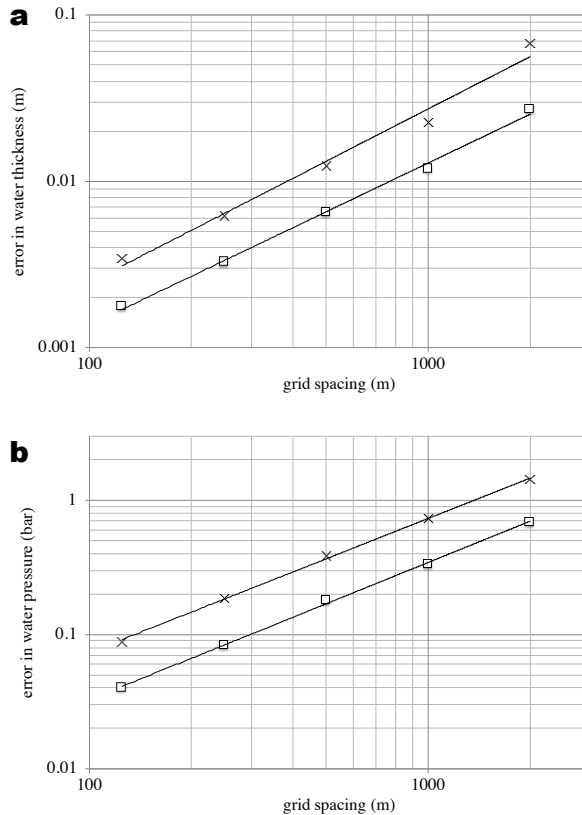 a
0.1
0.01
0.001
error in water thickness (m)
100
1000
grid spacing (m)
b
1
0.1
0.01
error in water pressure (bar)
100
1000
grid spacing (m)